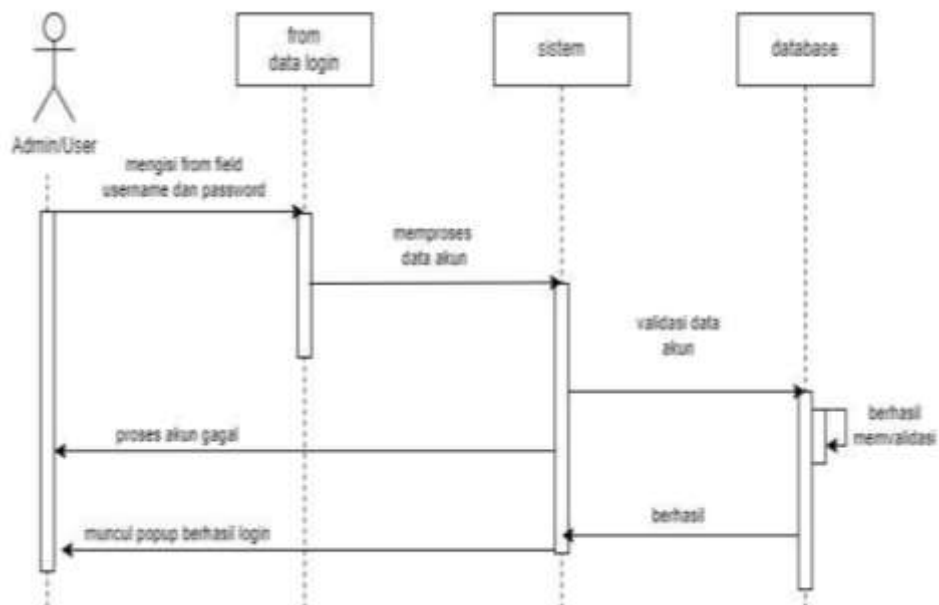 from
data login
sistem
database
Admin/User
mengisi from field
username dan password
memproses
data akun
validasi data
akun
berhasil
memvalidasi
proses akun gagal
berhasil
muncul popup berhasil login